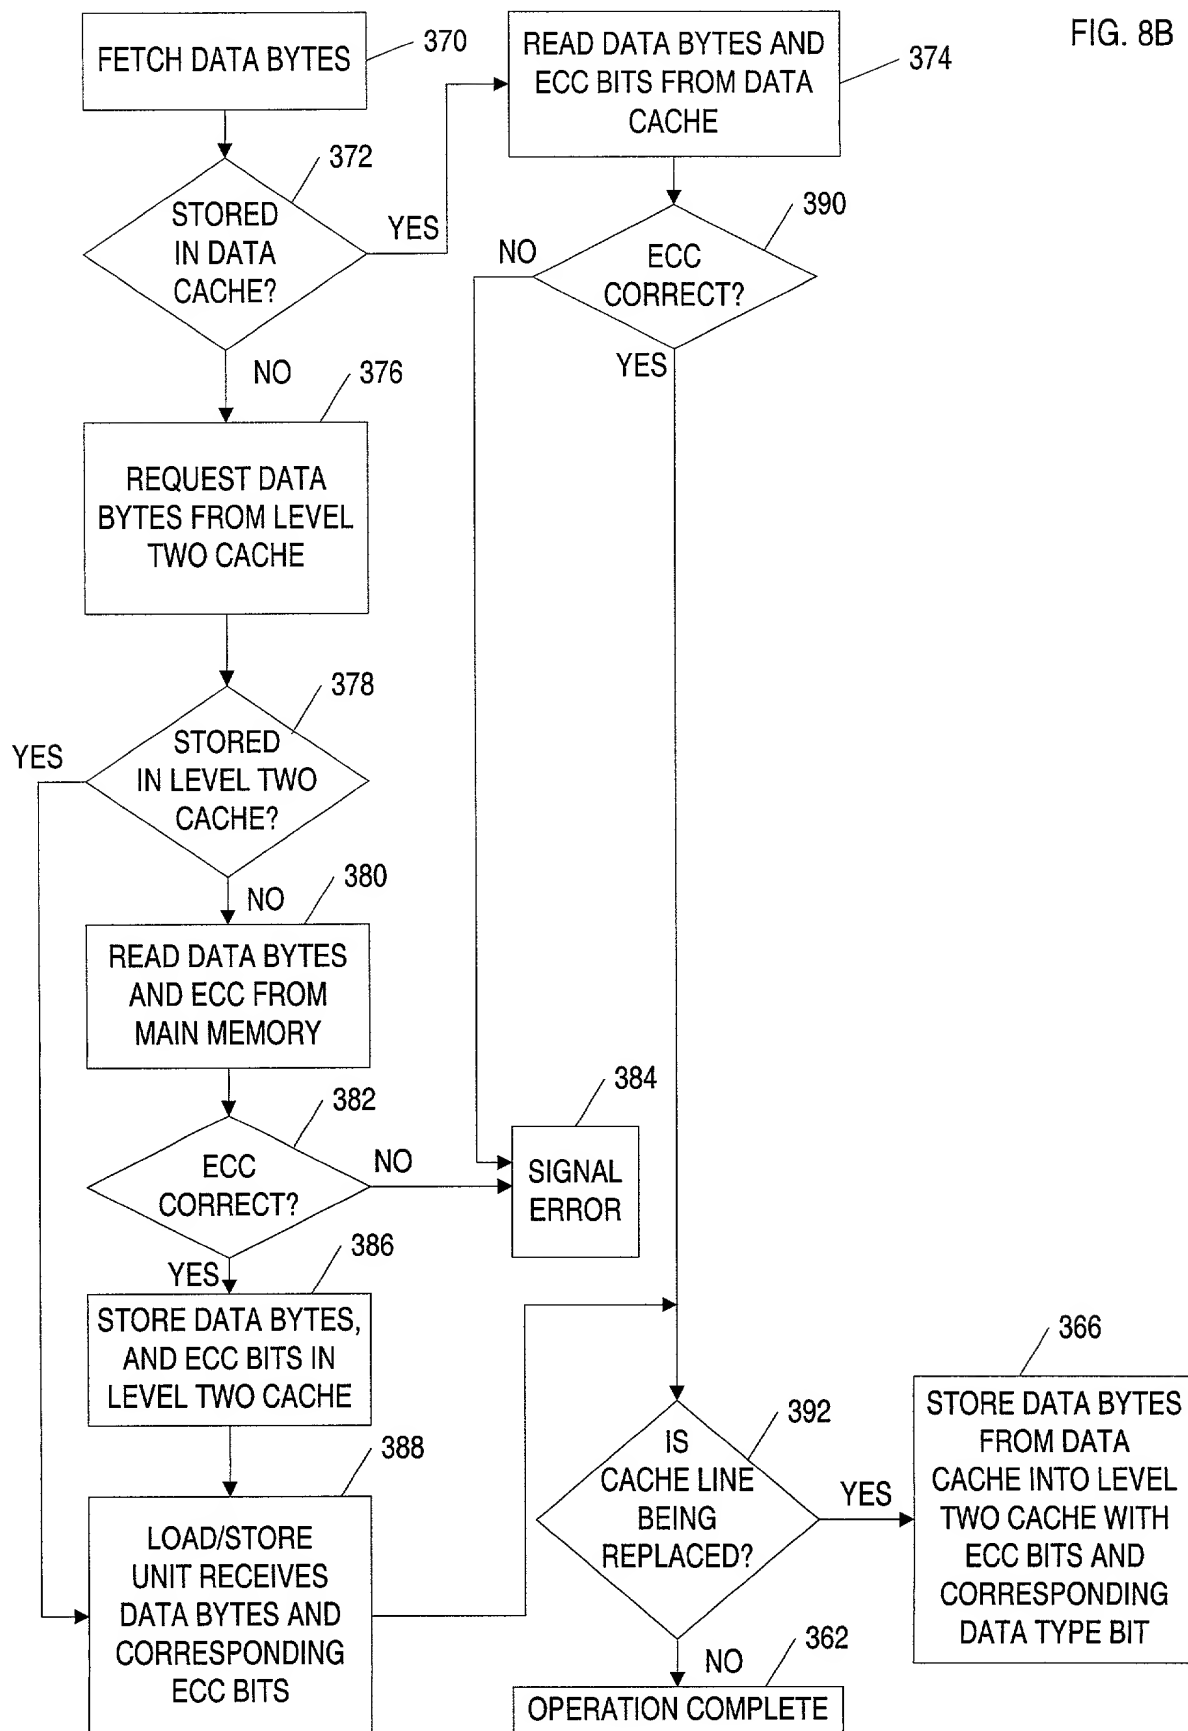 FIG. 8B
FETCH DATA BYTES
370
READ DATA BYTES AND
ECC BITS FROM DATA
CACHE
374
372
STORED
IN DATA
CACHE?
YES
NO
390
ECC
CORRECT?
NO
YES
376
REQUEST DATA
BYTES FROM LEVEL
TWO CACHE
378
STORED
IN LEVEL TWO
CACHE?
YES
NO
380
READ DATA BYTES
AND ECC FROM
MAIN MEMORY
382
ECC
CORRECT?
NO
YES
384
SIGNAL
ERROR
386
STORE DATA BYTES,
AND ECC BITS IN
LEVEL TWO CACHE
388
LOAD/STORE
UNIT RECEIVES
DATA BYTES AND
CORRESPONDING
ECC BITS
392
IS
CACHE LINE
BEING
REPLACED?
YES
NO
366
STORE DATA BYTES
FROM DATA
CACHE INTO LEVEL
TWO CACHE WITH
ECC BITS AND
CORRESPONDING
DATA TYPE BIT
362
OPERATION COMPLETE